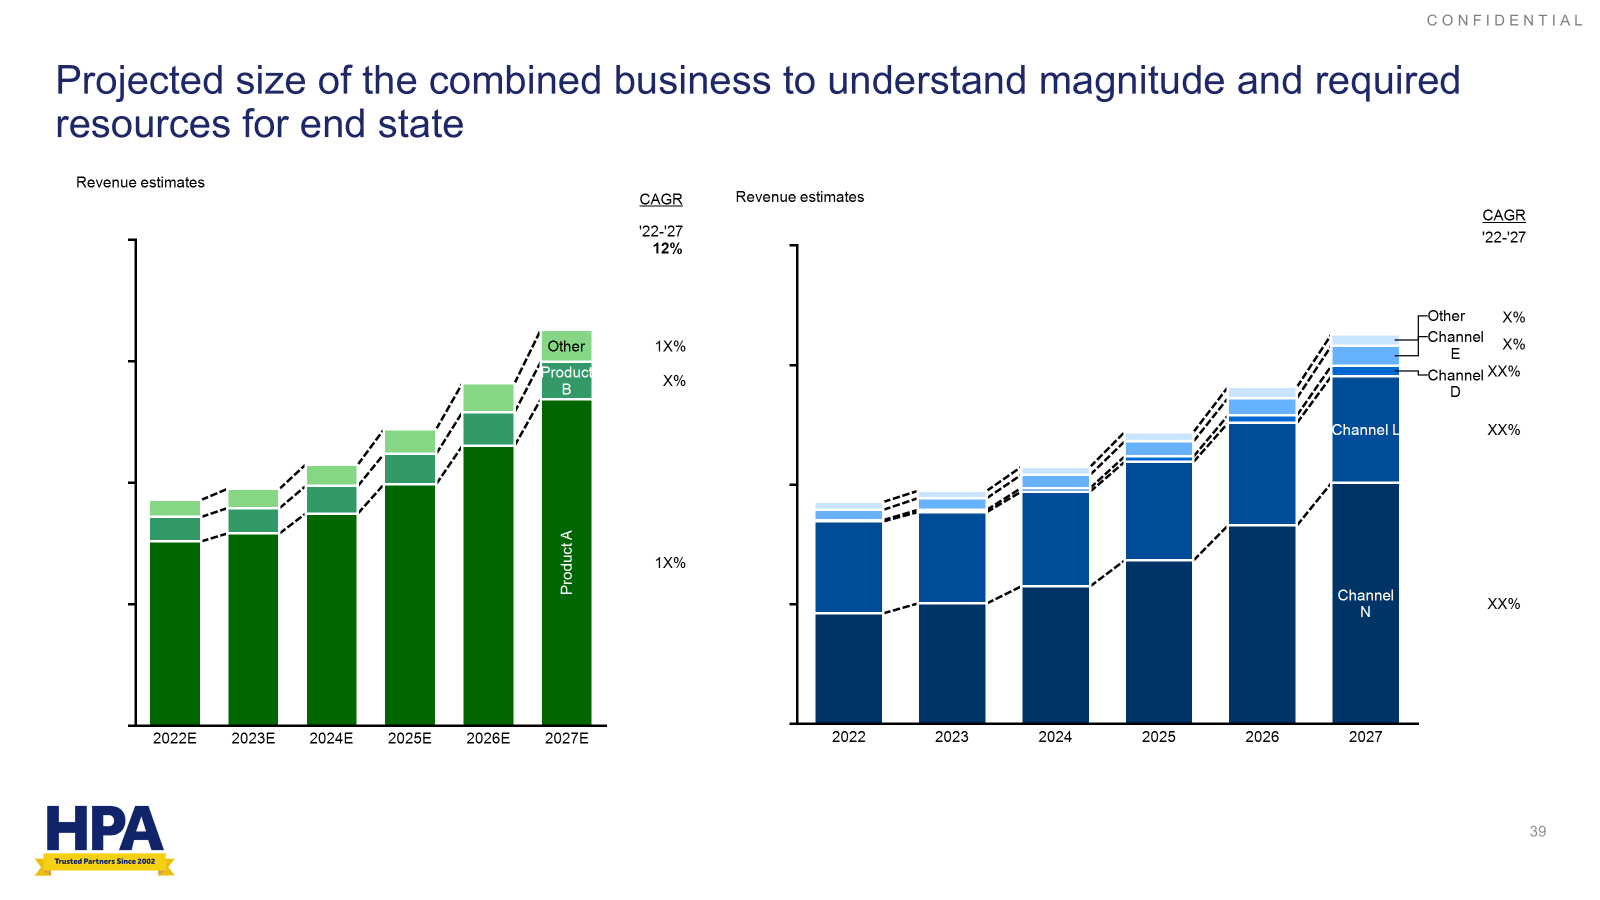 CONFIDENTIAL
Projected size of the combined business to understand magnitude and required
resources for end state
Revenue estimates
CAGR
'22-'27
12%
1X%
X%
1X%
Other
Product
B
Product A
2022E 2023E 2024E 2025E 2026E 2027E
Revenue estimates
CAGR
'22-'27
Other X%
Channel
E
X%
Channel
D
XX%
Channel L
XX%
Channel
N
XX%
2022 2023 2024 2025 2026 2027
HPA
Trusted Partners Since 2002
39